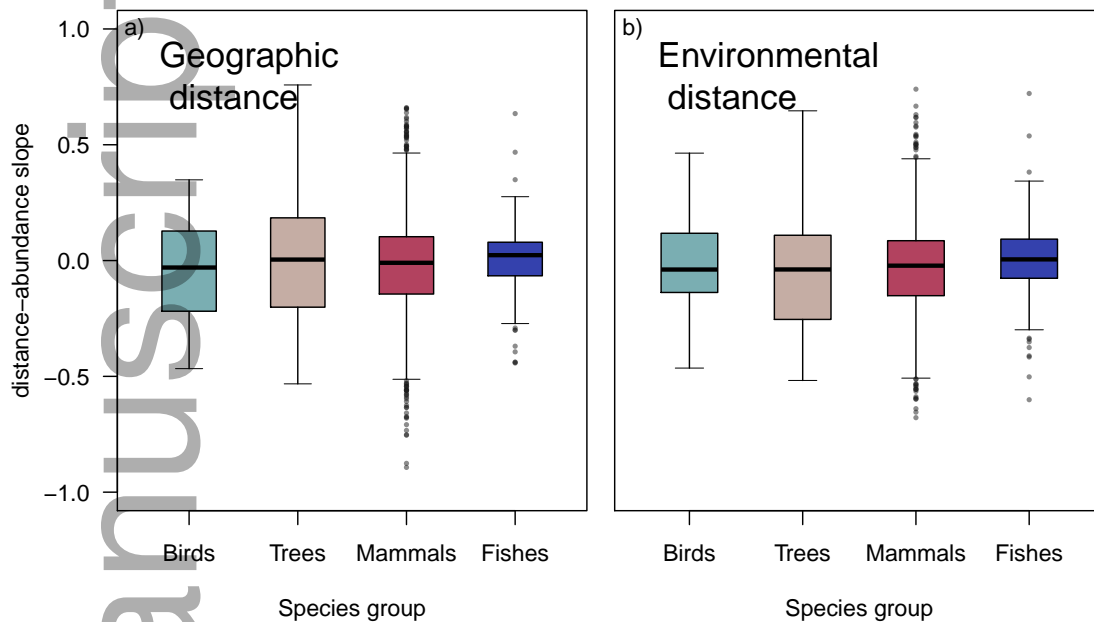 a)
Geographic
distance
b)
Environmental
distance
distance−abundance slope
1.0
0.5
0.0
−0.5
−1.0
Birds Trees Mammals Fishes
Birds Trees Mammals Fishes
Species group
Species group
anuscrip